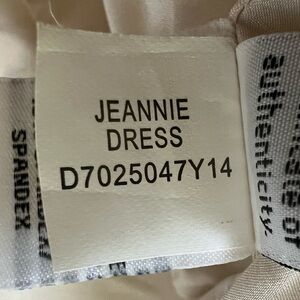 JEANNIE
DRESS
D7025047Y14
SPANDEX
authenticity.